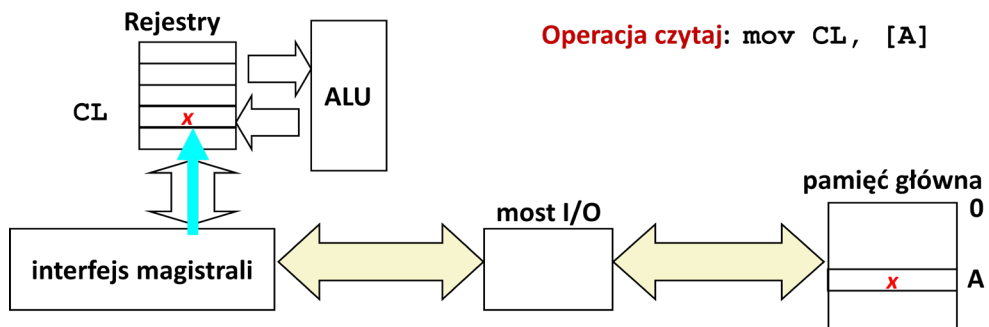 Rejestry
Operacja czytaj: mov CL, [A]
ALU
CL
x
pamięć główna
0
most I/O
interfejs magistrali
x
A